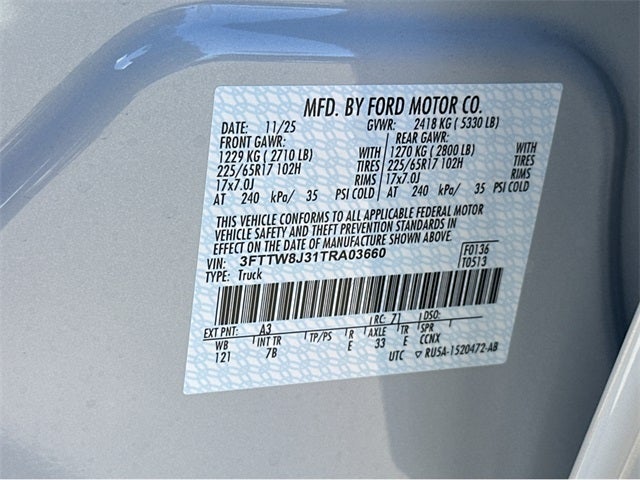 MFD. BY FORD MOTOR CO.
DATE: 11/25 GVWR: 2418 KG ( 5330 LB)
FRONT GAWR: REAR GAWR:
1229 KG ( 2710 LB) WITH 1270 KG ( 2800 LB) WITH
225/65R17 102H TIRES 225/65R17 102H TIRES
17x7.0J RIMS 17x7.0J RIMS
AT 240 kPa/ 35 PSI COLD AT 240 kPa/ 35 PSI COLD
THIS VEHICLE CONFORMS TO ALL APPLICABLE FEDERAL MOTOR
VEHICLE SAFETY AND THEFT PREVENTION STANDARDS IN
EFFECT ON THE DATE OF MANUFACTURE SHOWN ABOVE.
VIN: 3FTTW8J31TRA03660 F0136
TYPE: Truck T0513
EXT PNT: A3 RC: 71 DSO:
WB INT TR TP/PS R AXLE TR SPR
121 7B E 33 E CCNX
UTC ▽ RU5A-1520472-AB